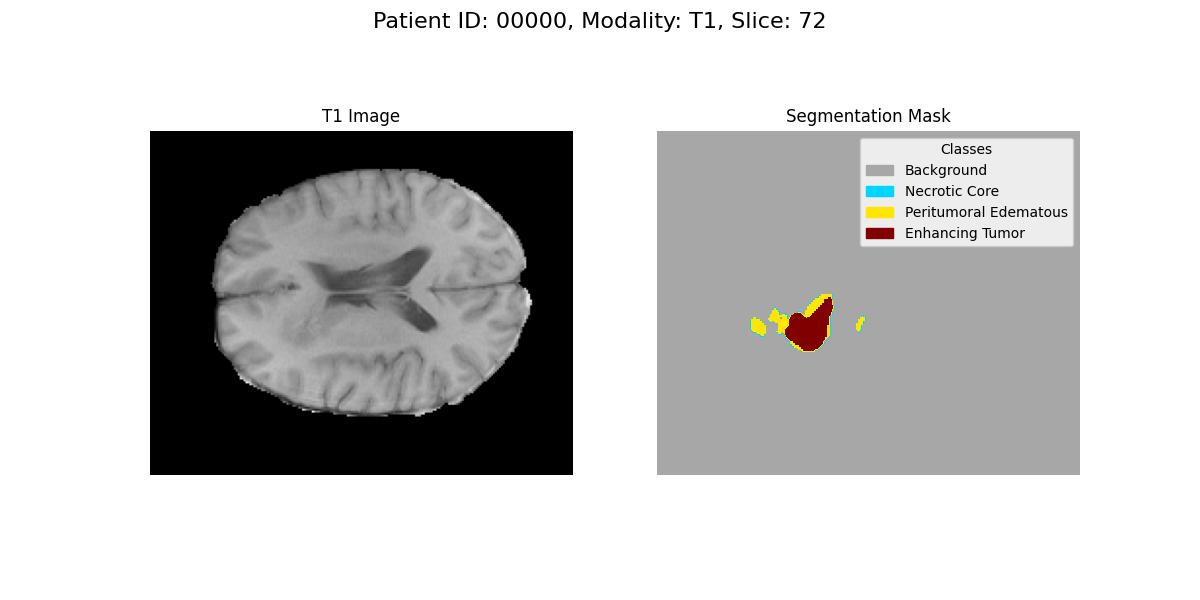 Patient ID: 00000, Modality: T1, Slice: 72
T1 Image
Segmentation Mask
Classes
Background
Necrotic Core
Peritumoral Edematous
Enhancing Tumor